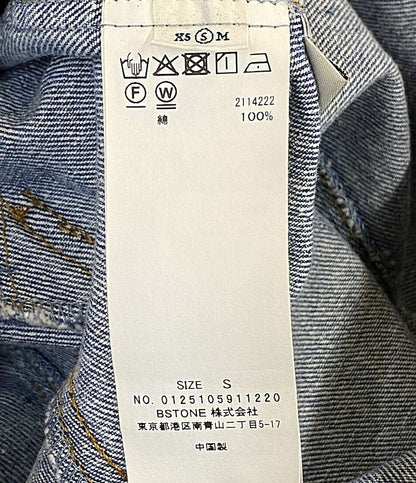 XS S M
F W
2114222
綿 100%
SIZE S
NO. 0125105911220
BSTONE 株式会社
東京都港区南青山二丁目5-17
中国製